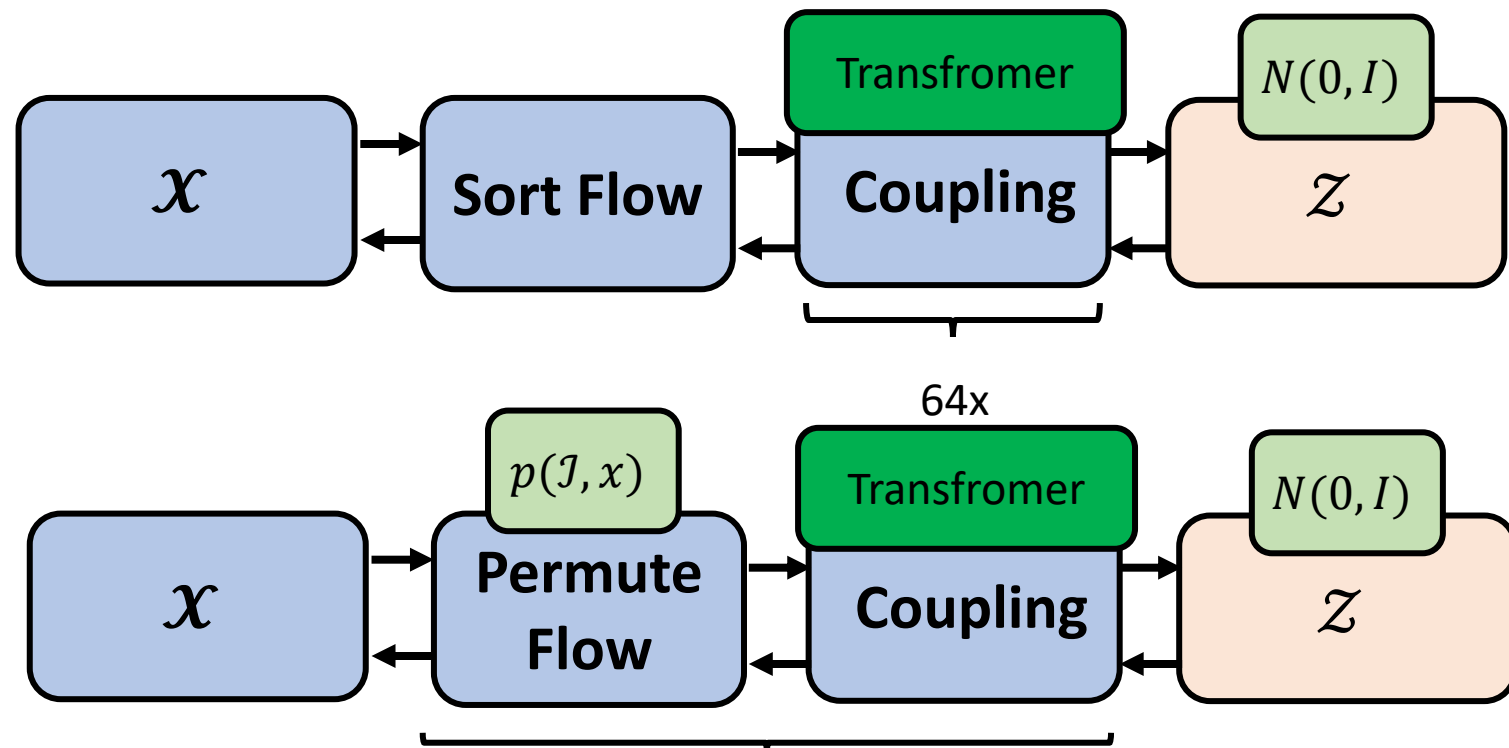 Transfromer
N(0, I)
𝒳
Sort Flow
Coupling
𝒵
64x
p(ℐ, x)
Transfromer
N(0, I)
𝒳
Permute
Flow
Coupling
𝒵